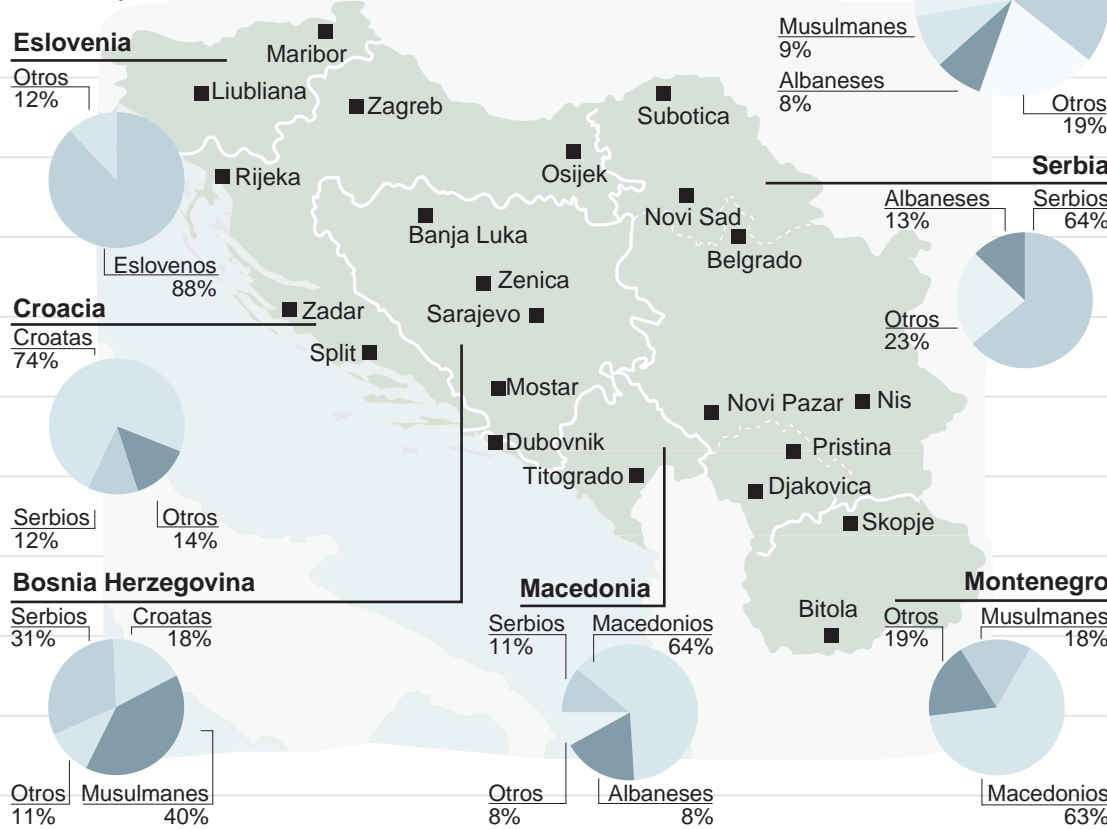 Musulmanes
9%
Albaneses
8%
Otros
19%
Eslovenia
Otros
12%
Eslovenos
88%
Maribor
Liubliana
Zagreb
Subotica
Osijek
Rijeka
Novi Sad
Banja Luka
Belgrado
Zenica
Sarajevo
Zadar
Split
Mostar
Novi Pazar
Nis
Dubovnik
Pristina
Titogrado
Djakovica
Skopje
Bitola
Serbia
Albaneses
13%
Serbios
64%
Otros
23%
Croacia
Croatas
74%
Serbios
12%
Otros
14%
Bosnia Herzegovina
Serbios
31%
Croatas
18%
Otros
11%
Musulmanes
40%
Macedonia
Serbios
11%
Macedonios
64%
Otros
8%
Albaneses
8%
Montenegro
Otros
19%
Musulmanes
18%
Macedonios
63%